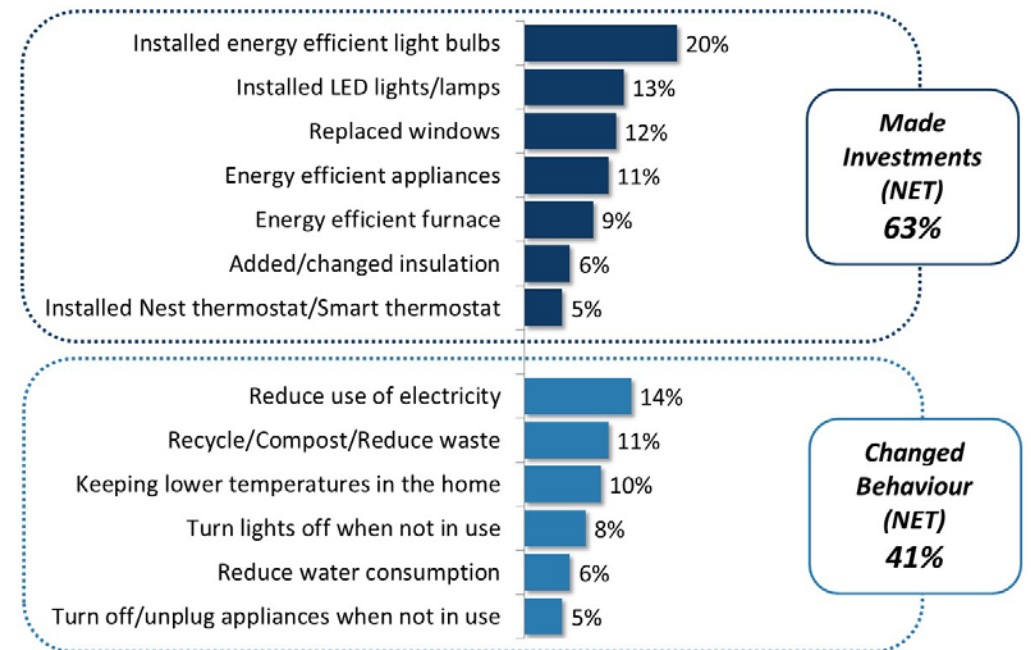 Installed energy efficient light bulbs 20%
Installed LED lights/lamps 13%
Replaced windows 12%
Energy efficient appliances 11%
Energy efficient furnace 9%
Added/changed insulation 6%
Installed Nest thermostat/Smart thermostat 5%
Made
Investments
(NET)
63%
Reduce use of electricity 14%
Recycle/Compost/Reduce waste 11%
Keeping lower temperatures in the home 10%
Turn lights off when not in use 8%
Reduce water consumption 6%
Turn off/unplug appliances when not in use 5%
Changed
Behaviour
(NET)
41%